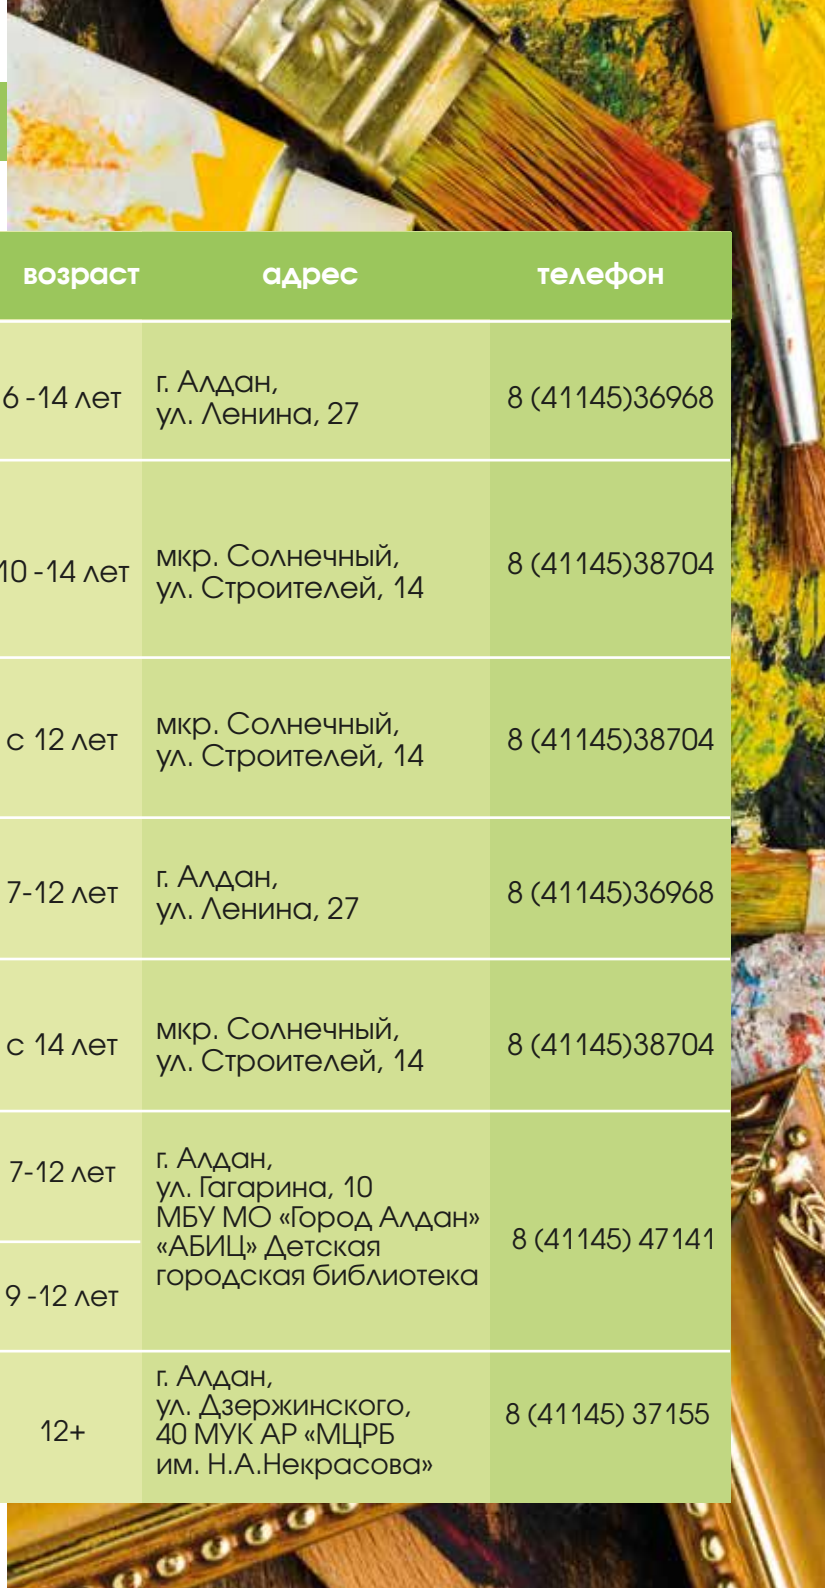 возраст адрес телефон
6 -14 лет
г. Алдан,
ул. Ленина, 27
8 (41145)36968
10 -14 лет
мкр. Солнечный,
ул. Строителей, 14
8 (41145)38704
с 12 лет
мкр. Солнечный,
ул. Строителей, 14
8 (41145)38704
7-12 лет
г. Алдан,
ул. Ленина, 27
8 (41145)36968
с 14 лет
мкр. Солнечный,
ул. Строителей, 14
8 (41145)38704
7-12 лет
9 -12 лет
г. Алдан,
ул. Гагарина, 10
МБУ МО «Город Алдан»
«АБИЦ» Детская
городская библиотека
8 (41145) 47141
12+
г. Алдан,
ул. Дзержинского,
40 МУК АР «МЦРБ
им. Н.А.Некрасова»
8 (41145) 37155